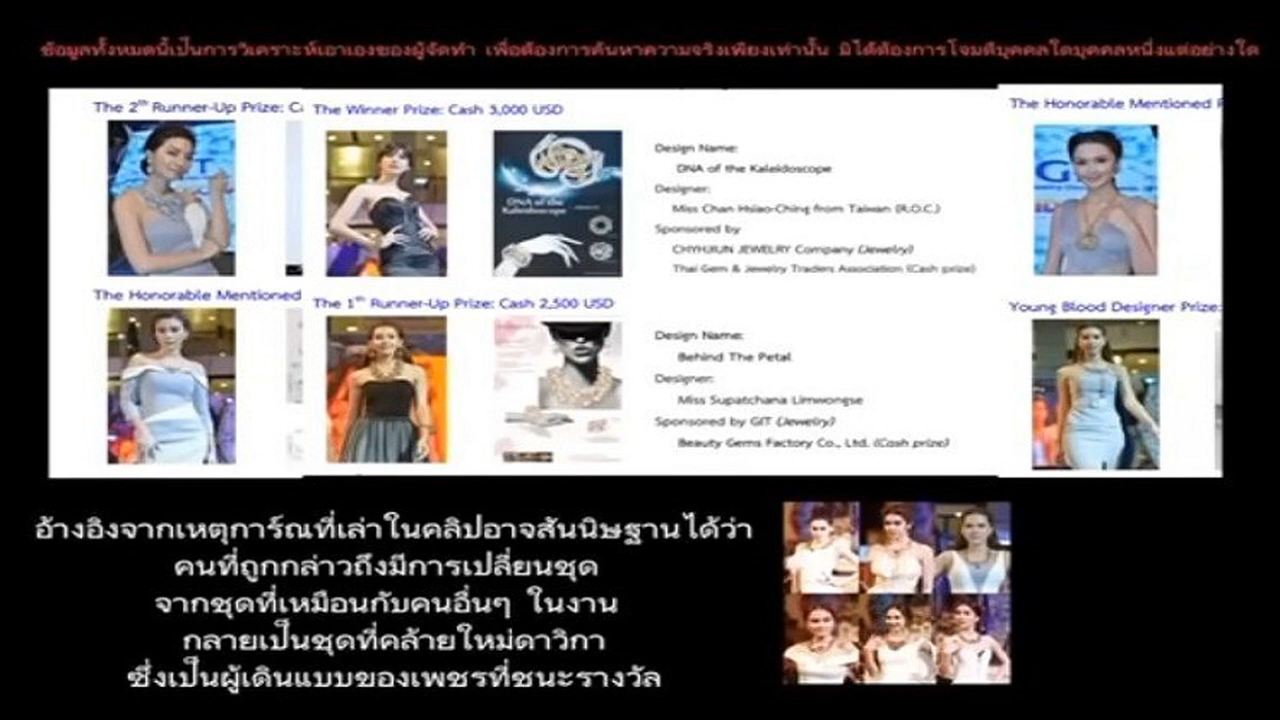 ข้อมูลทั้งหมดนี้เป็นการวิเคราะห์เอาเองของผู้จัดทำ เพื่อต้องการค้นหาความจริงเพียงเท่านั้น มิได้ต้องการโจมตีบุคคลใดบุคคลหนึ่งแต่อย่างใด
The 2th Runner-Up Prize: C
The Winner Prize: Cash 3,000 USD
DNA of the
Kaleidoscope
Design Name:
DNA of the Kaleidoscope
Designer:
Miss Chan Hsiao-Ching from Taiwan (R.O.C.)
Sponsored by
CHYHJIUN JEWELRY Company (Jewelry)
Thai Gem & Jewelry Traders Association (Cash prize)
The Honorable Mentioned
The Honorable Mentioned
The 1st Runner-Up Prize: Cash 2,500 USD
Design Name:
Behind The Petal
Designer:
Miss Supatchana Limwongse
Sponsored by GIT (Jewelry)
Beauty Gems Factory Co., Ltd. (Cash prize)
Young Blood Designer Prize:
อ้างอิงจากเหตุการ์ณที่เล่าในคลิปอาจสันนิษฐานได้ว่า
คนที่ถูกกล่าวถึงมีการเปลี่ยนชุด
จากชุดที่เหมือนกับคนอื่นๆ ในงาน
กลายเป็นชุดที่คล้ายใหม่ดาวิกา
ซึ่งเป็นผู้เดินแบบของเพชรที่ชนะรางวัล